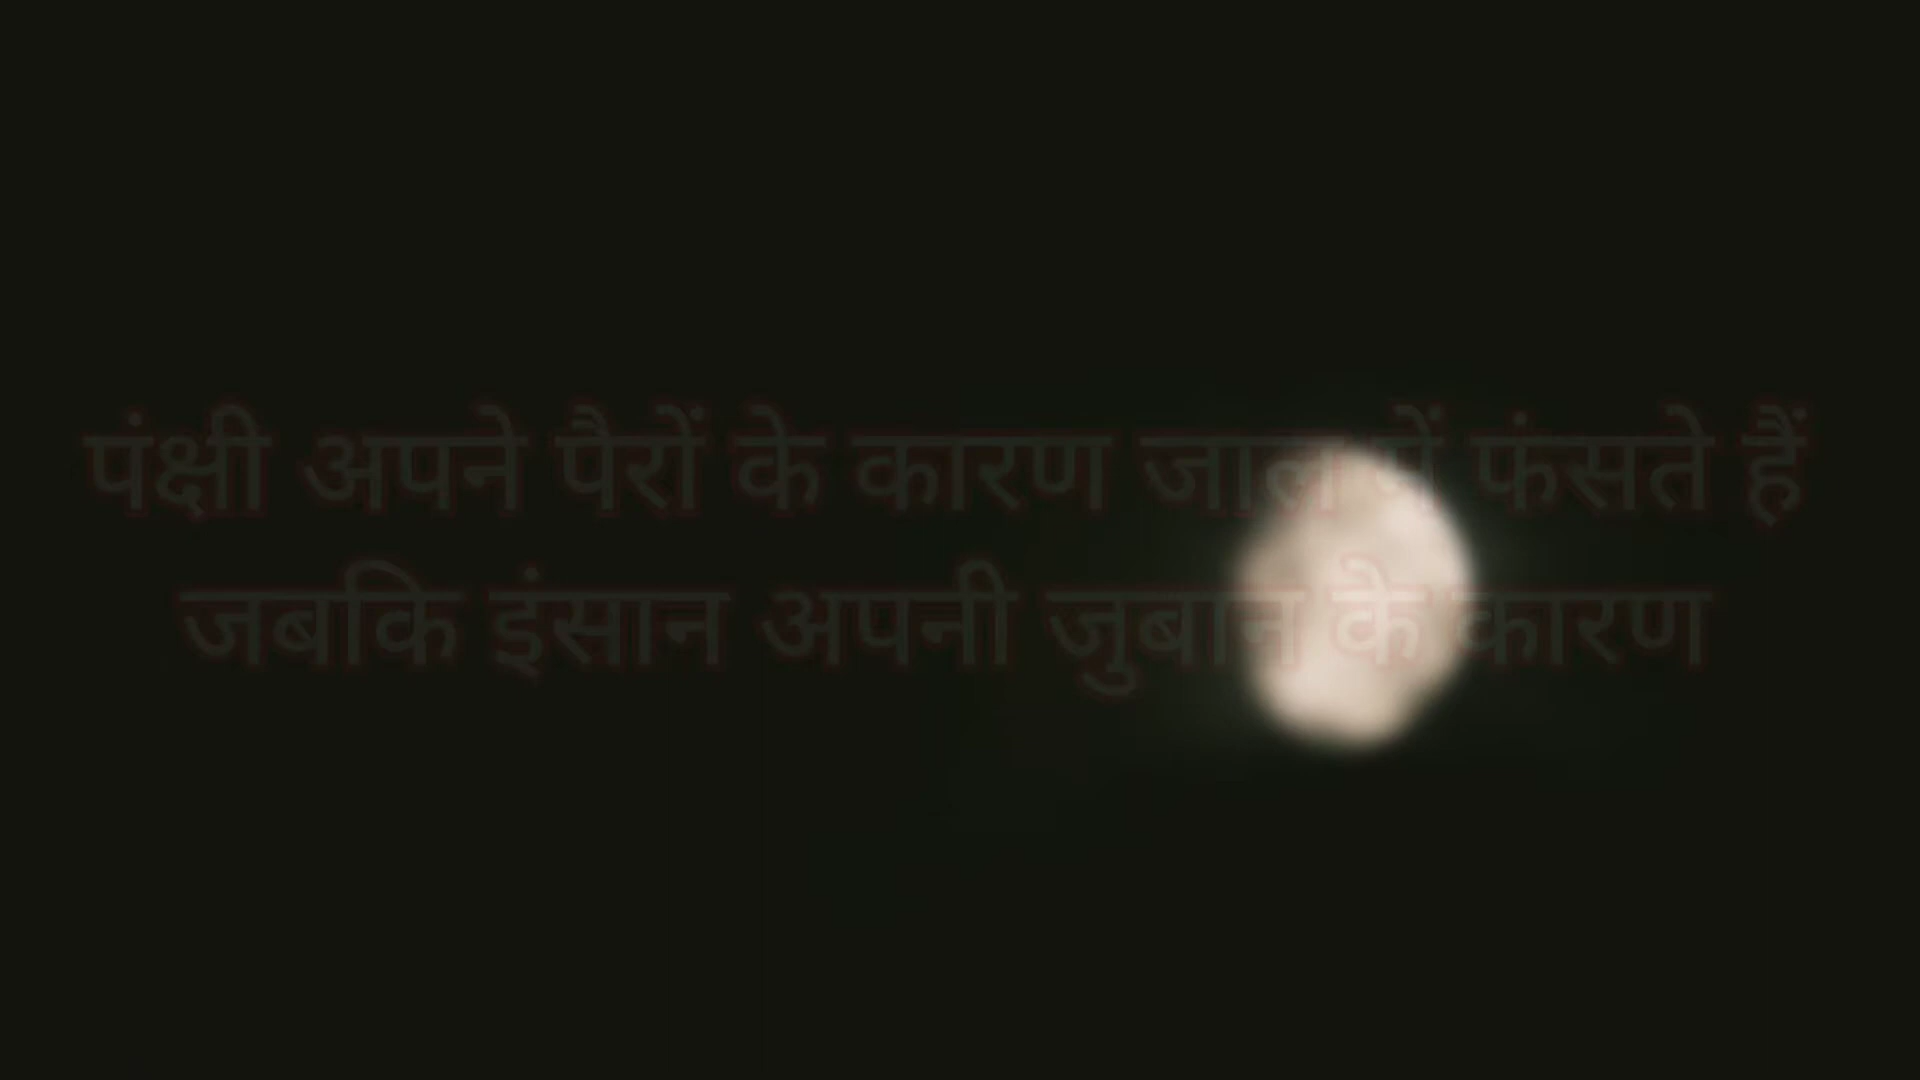 पंक्षी अपने पैरों के कारण जाल में फंसते हैं
जबकि इंसान अपनी जुबान के कारण